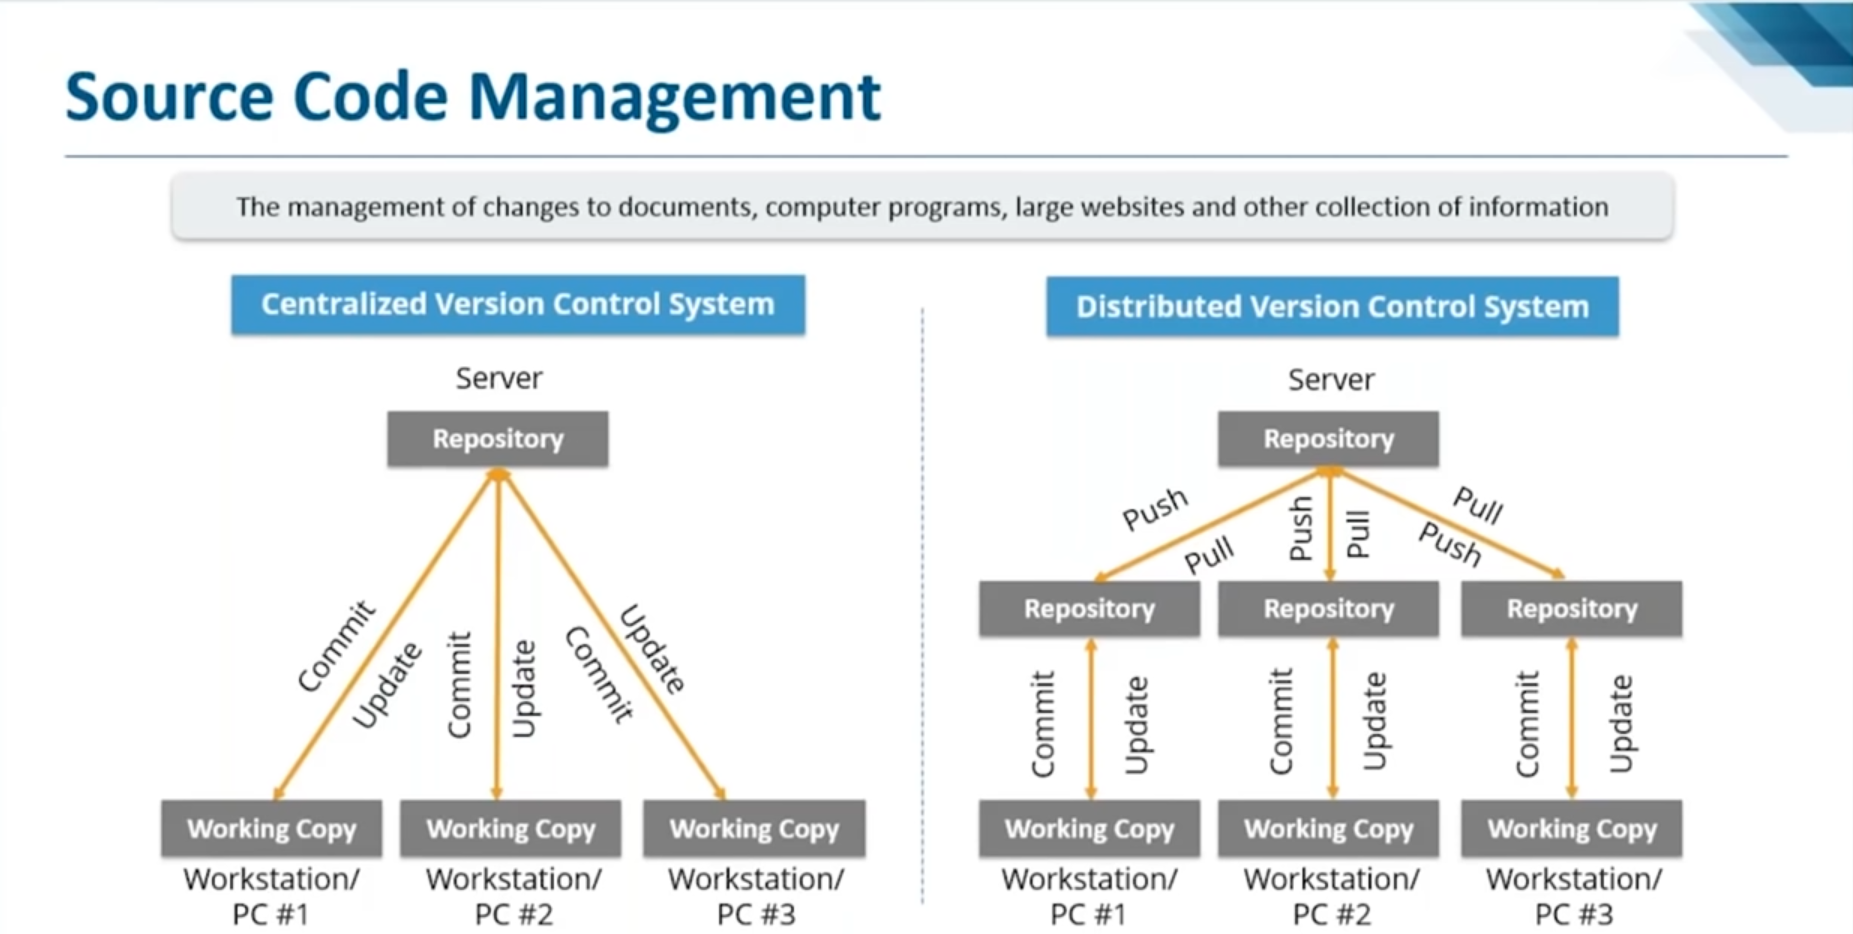 Source Code Management
The management of changes to documents, computer programs, large websites and other collection of information
Centralized Version Control System
Server
Repository
Commit
Update
Commit
Update
Commit
Update
Working Copy
Working Copy
Working Copy
Workstation/
PC #1
Workstation/
PC #2
Workstation/
PC #3
Distributed Version Control System
Server
Repository
Push
Pull
Push
Pull
Pull
Push
Repository
Repository
Repository
Commit
Update
Commit
Update
Commit
Update
Working Copy
Working Copy
Working Copy
Workstation/
PC #1
Workstation/
PC #2
Workstation/
PC #3